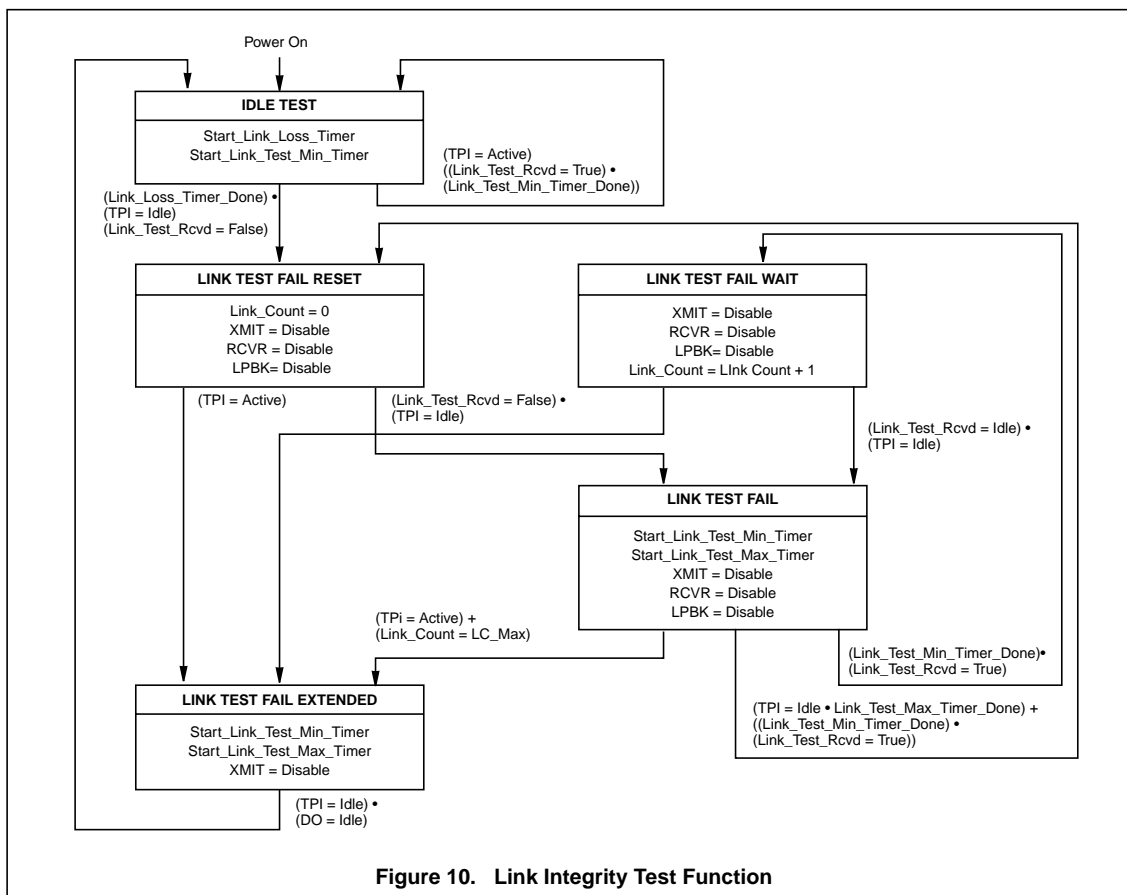 Power On
IDLE TEST
Start_Link_Loss_Timer
Start_Link_Test_Min_Timer
(TPI = Active)
((Link_Test_Rcvd = True) •
(Link_Test_Min_Timer_Done))
(Link_Loss_Timer_Done) •
(TPI = Idle)
(Link_Test_Rcvd = False)
LINK TEST FAIL RESET
Link_Count = 0
XMIT = Disable
RCVR = Disable
LPBK= Disable
LINK TEST FAIL WAIT
XMIT = Disable
RCVR = Disable
LPBK= Disable
Link_Count = LInk Count + 1
(TPI = Active)
(Link_Test_Rcvd = False) •
(TPI = Idle)
(Link_Test_Rcvd = Idle) •
(TPI = Idle)
LINK TEST FAIL
Start_Link_Test_Min_Timer
Start_Link_Test_Max_Timer
XMIT = Disable
RCVR = Disable
LPBK = Disable
(TPi = Active) +
(Link_Count = LC_Max)
(Link_Test_Min_Timer_Done)•
(Link_Test_Rcvd = True)
LINK TEST FAIL EXTENDED
Start_Link_Test_Min_Timer
Start_Link_Test_Max_Timer
XMIT = Disable
(TPI = Idle • Link_Test_Max_Timer_Done) +
((Link_Test_Min_Timer_Done) •
(Link_Test_Rcvd = True))
(TPI = Idle) •
(DO = Idle)
Figure 10. Link Integrity Test Function